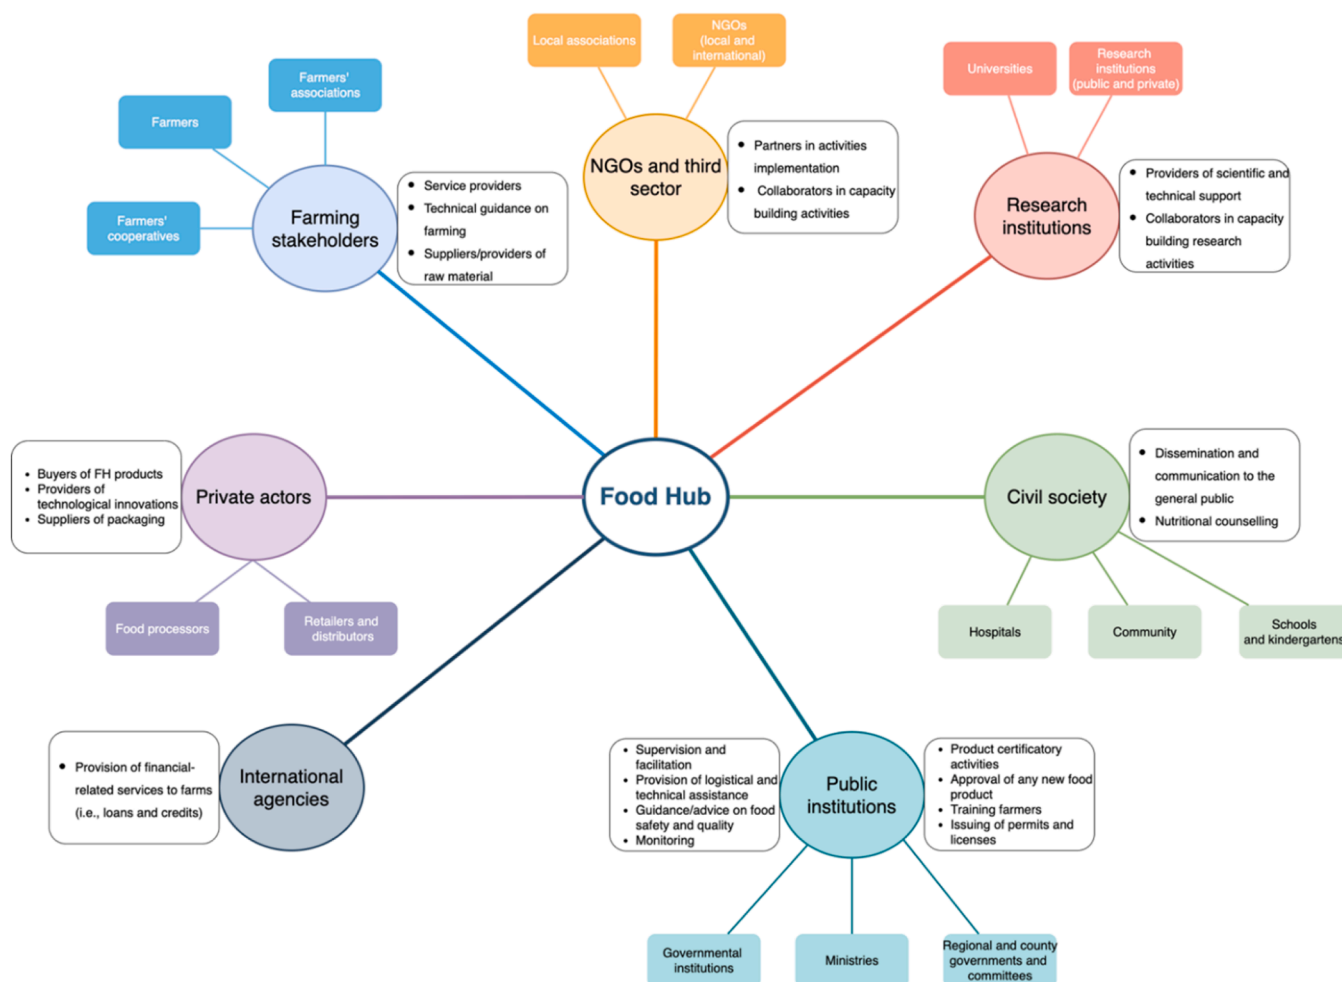 Local associations
NGOs
(local and
international)
Universities
Research
institutions
(public and private)
Farmers'
associations
Farmers
Farmers'
cooperatives
Farming
stakeholders
• Service providers
• Technical guidance on
farming
• Suppliers/providers of
raw material
NGOs and third
sector
• Partners in activities
implementation
• Collaborators in capacity
building activities
Research
institutions
• Providers of scientific and
technical support
• Collaborators in capacity
building research
activities
• Buyers of FH products
• Providers of
technological innovations
• Suppliers of packaging
Private actors
Food processors
Retailers and
distributors
Food Hub
Civil society
• Dissemination and
communication to the
general public
• Nutritional counselling
Hospitals
Community
Schools
and kindergartens
• Provision of financial-
related services to farms
(i.e., loans and credits)
International
agencies
• Supervision and
facilitation
• Provision of logistical and
technical assistance
• Guidance/advice on food
safety and quality
• Monitoring
Public
institutions
• Product certificatory
activities
• Approval of any new food
product
• Training farmers
• Issuing of permits and
licenses
Governmental
institutions
Ministries
Regional and county
governments and
committees